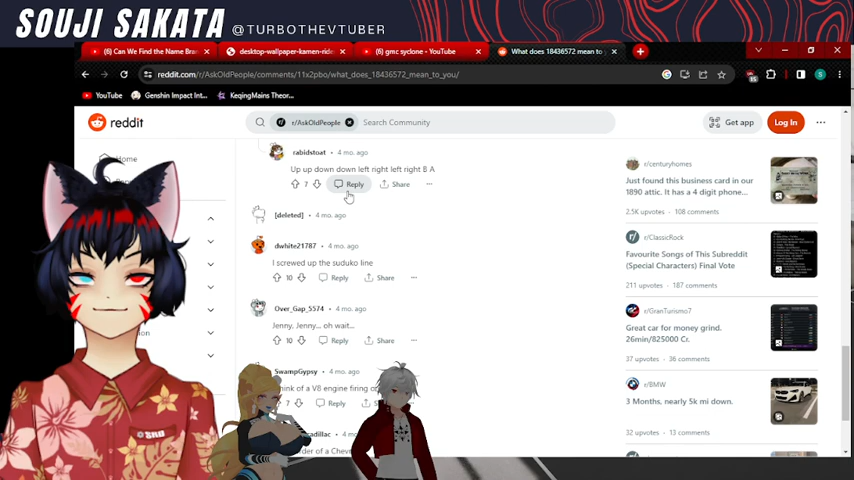 SOUJI SAKATA @TURBOTHEVTUBER
(6) Can We Find the Name Bran
desktop-wallpaper-kamen-ride
(6) gmc syclone - YouTube
What does 18436572 mean to y
reddit.com/r/AskOldPeople/comments/11x2pbo/what_does_18436572_mean_to_you/
S
YouTube
Genshin Impact Int...
KeqingMains Theor...
reddit
r/AskOldPeople
Search Community
Get app
Log In
Home
rabidstoat • 4 mo. ago
Up up down down left right left right B A
7 Reply Share
[deleted] • 4 mo. ago
dwhite21787 • 4 mo. ago
I screwed up the suduko line
10 Reply Share
Over_Gap_5574 • 4 mo. ago
Jenny. Jenny... oh wait...
10 Reply Share
SwampGypsy • 4 mo. ago
think of a V8 engine firing
7 Reply
r/centuryhomes
Just found this business card in our
1890 attic. It has a 4 digit phone...
2.5K upvotes • 108 comments
r/ClassicRock
Favourite Songs of This Subreddit
(Special Characters) Final Vote
211 upvotes • 187 comments
r/GranTurismo7
Great car for money grind.
26min/825000 Cr.
37 upvotes • 36 comments
r/BMW
3 Months, nearly 5k mi down.
32 upvotes • 13 comments